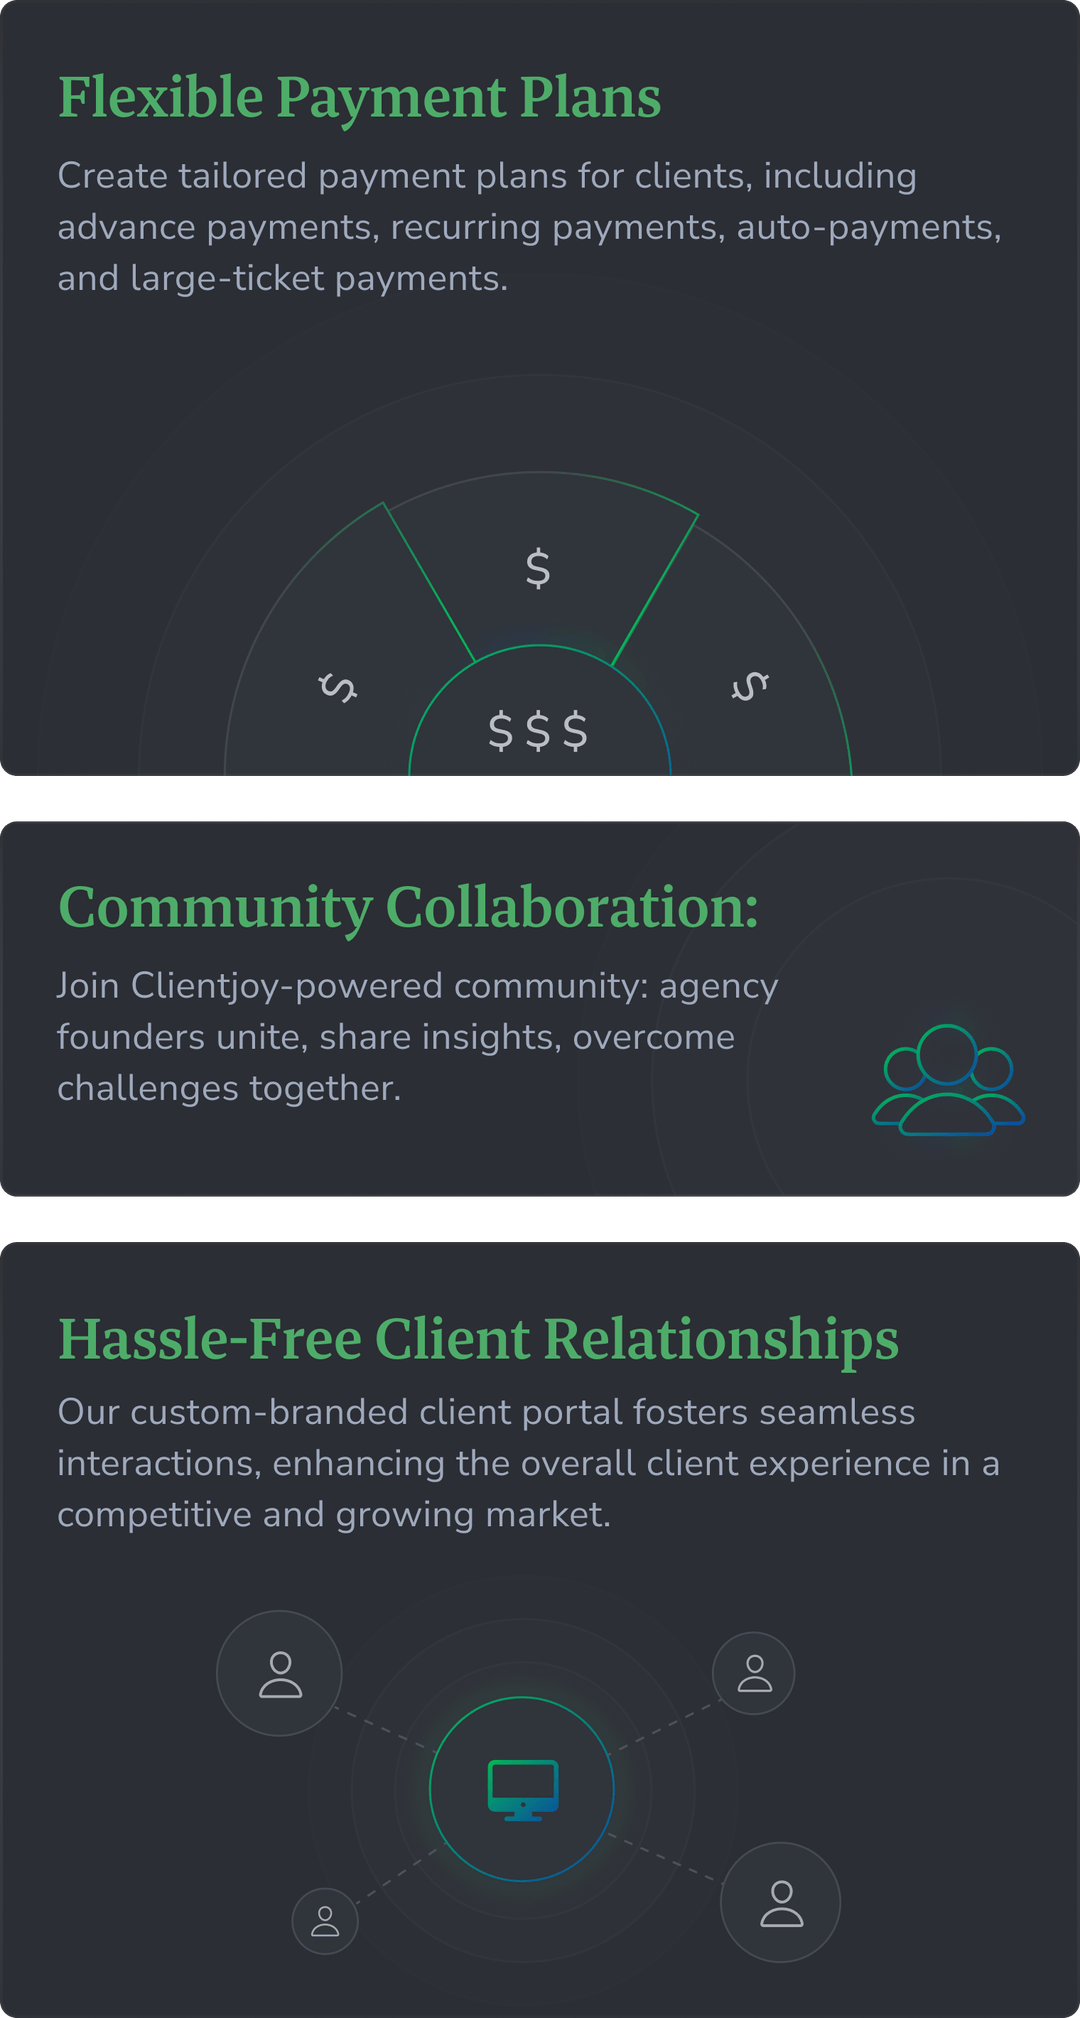 Flexible Payment Plans
Create tailored payment plans for clients, including
advance payments, recurring payments, auto-payments,
and large-ticket payments.
$
$
$
$ $ $
Community Collaboration:
Join Clientjoy-powered community: agency
founders unite, share insights, overcome
challenges together.
Hassle-Free Client Relationships
Our custom-branded client portal fosters seamless
interactions, enhancing the overall client experience in a
competitive and growing market.